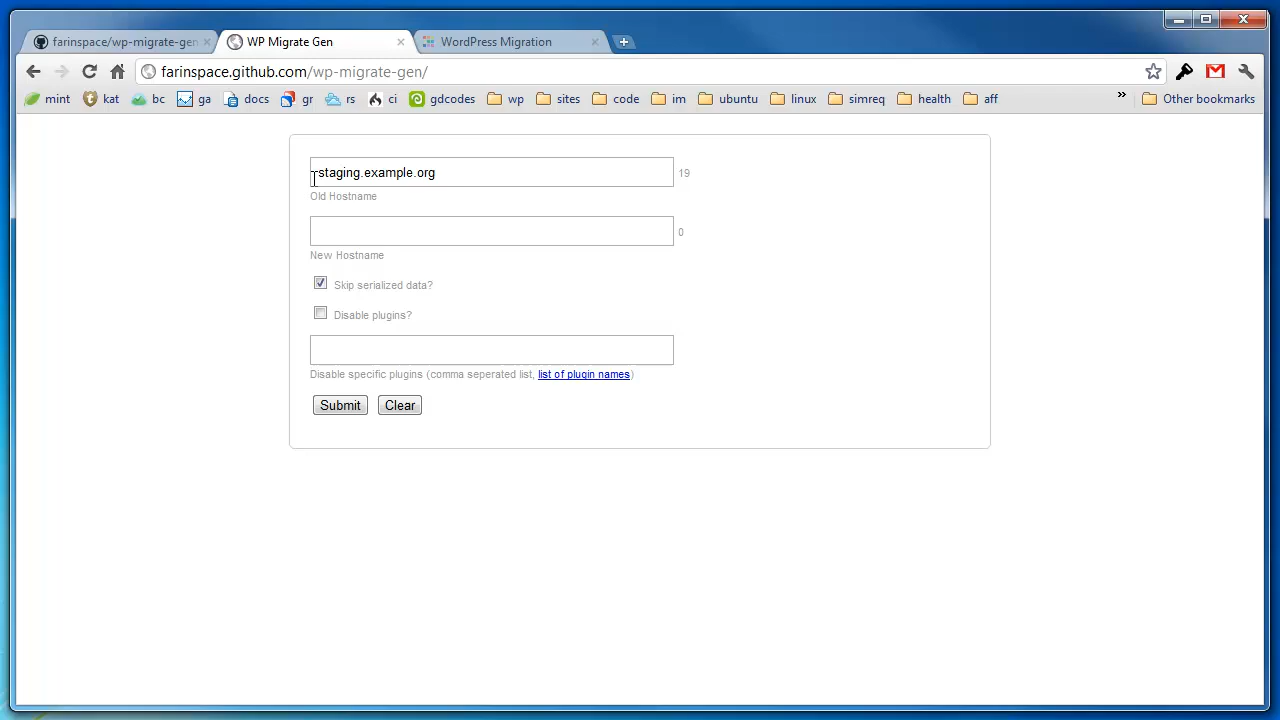 farinspace/wp-migrate-gen
WP Migrate Gen
WordPress Migration
farinspace.github.com/wp-migrate-gen/
mint kat bc ga docs gr rs ci gdcodes wp sites code im ubuntu linux simreq health aff » Other bookmarks
staging.example.org 19
Old Hostname
0
New Hostname
Skip serialized data?
Disable plugins?
Disable specific plugins (comma seperated list, list of plugin names)
Submit Clear